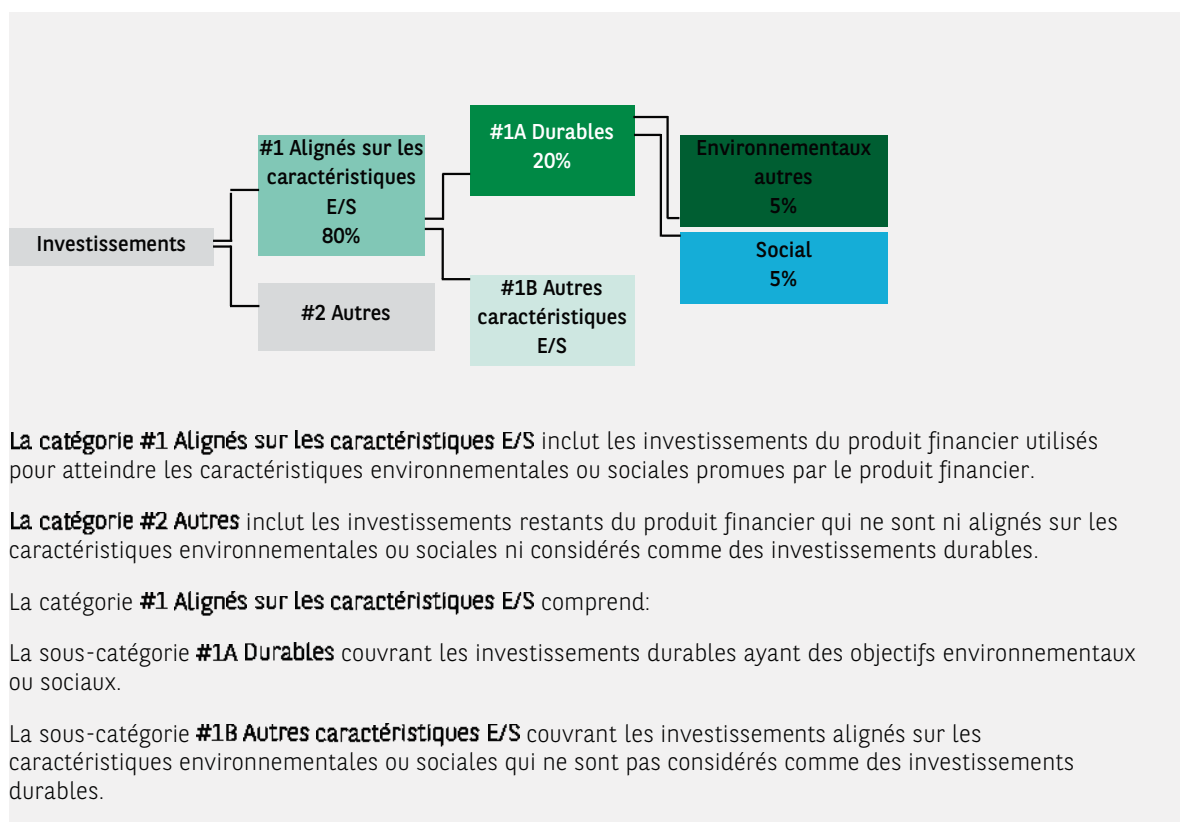 Investissements
#1 Alignés sur les
caractéristiques
E/S
80%
#2 Autres
#1A Durables
20%
#1B Autres
caractéristiques
E/S
Environnementaux
autres
5%
Social
5%
La catégorie #1 Alignés sur les caractéristiques E/S inclut les investissements du produit financier utilisés
pour atteindre les caractéristiques environnementales ou sociales promues par le produit financier.
La catégorie #2 Autres inclut les investissements restants du produit financier qui ne sont ni alignés sur les
caractéristiques environnementales ou sociales ni considérés comme des investissements durables.
La catégorie #1 Alignés sur les caractéristiques E/S comprend:
La sous-catégorie #1A Durables couvrant les investissements durables ayant des objectifs environnementaux
ou sociaux.
La sous-catégorie #1B Autres caractéristiques E/S couvrant les investissements alignés sur les
caractéristiques environnementales ou sociales qui ne sont pas considérés comme des investissements
durables.